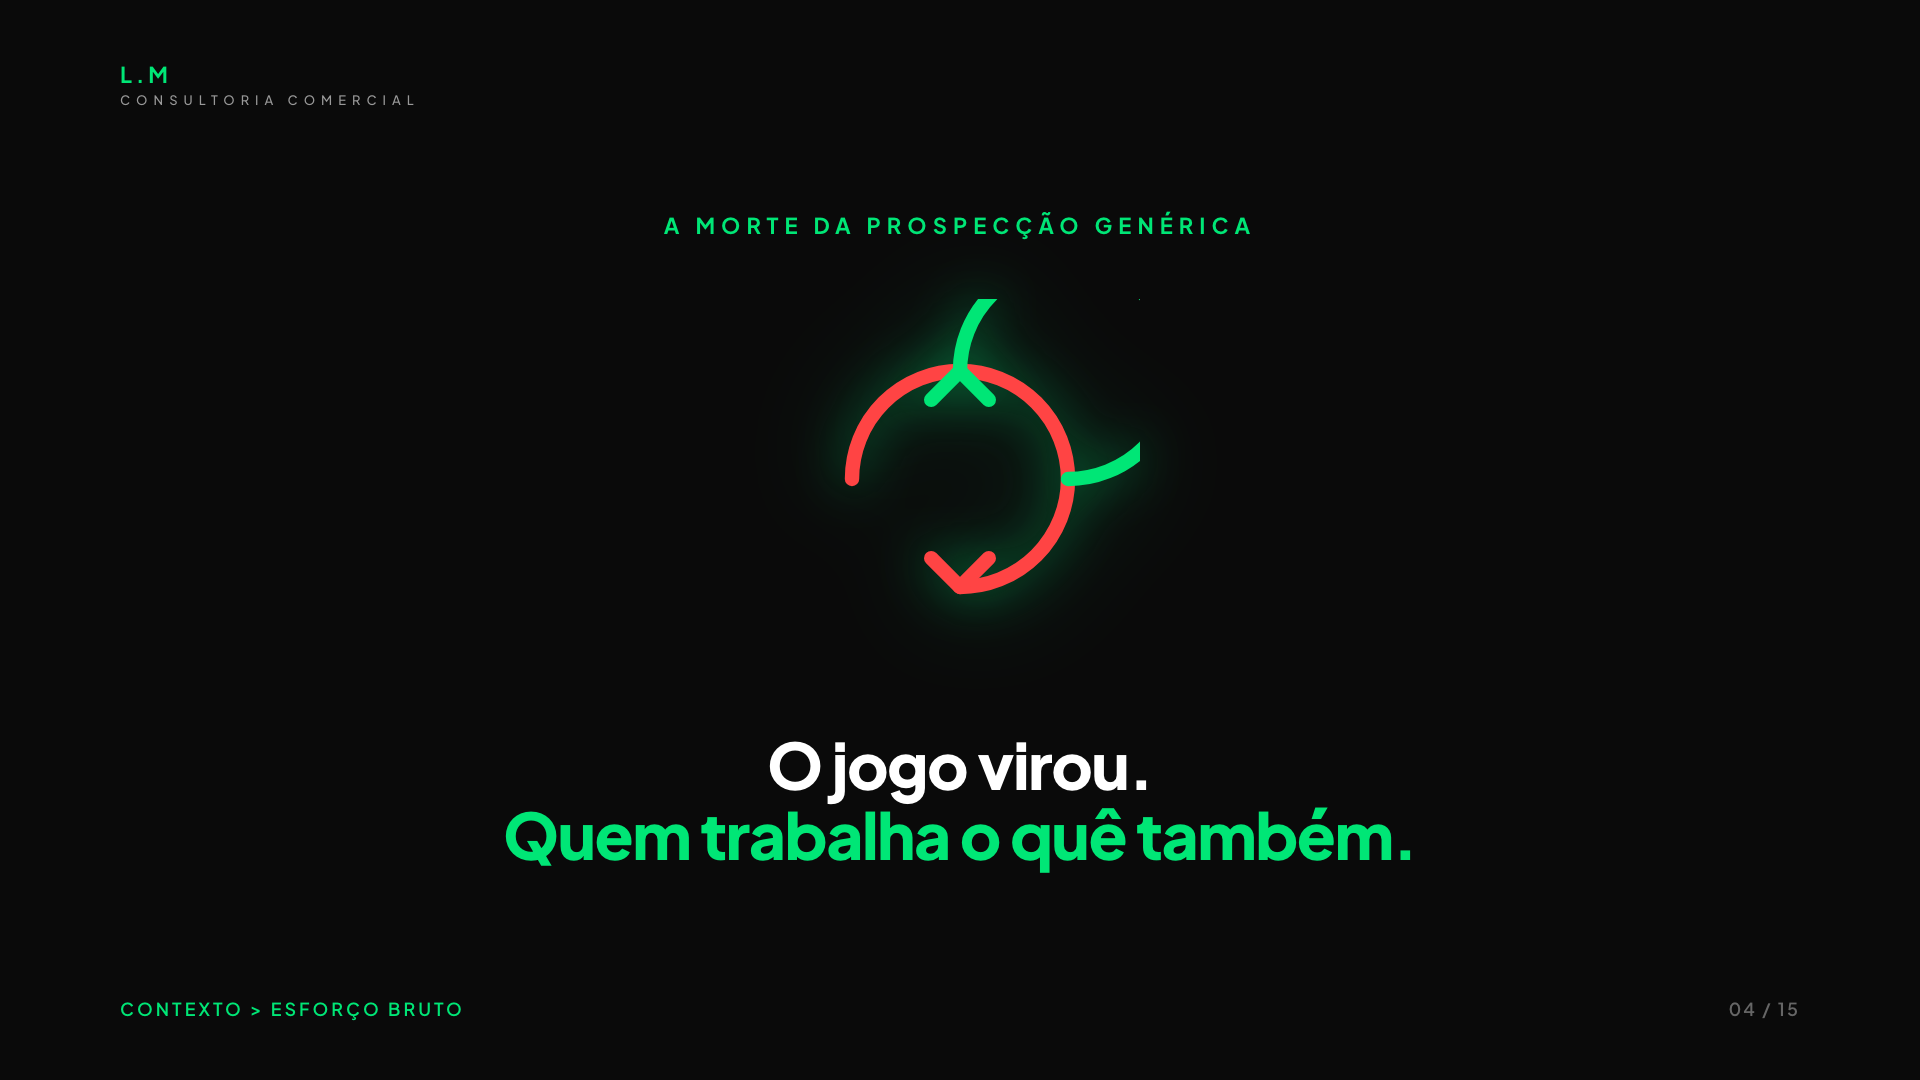 L.M
CONSULTORIA COMERCIAL
A MORTE DA PROSPECÇÃO GENÉRICA
O jogo virou.
Quem trabalha o quê também.
CONTEXTO > ESFORÇO BRUTO
04 / 15